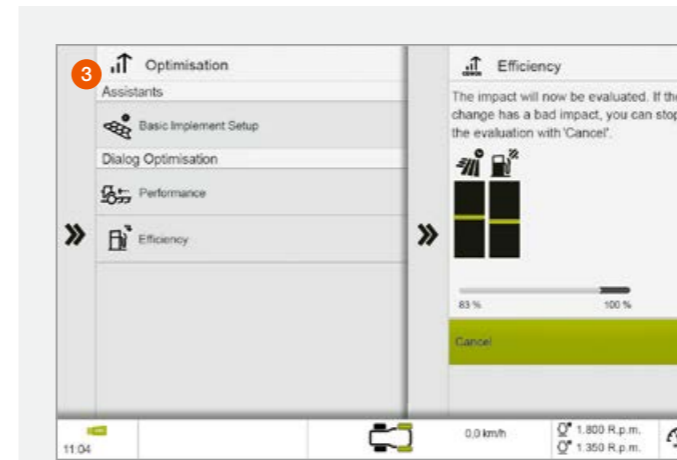 3
Optimisation
Assistants
Basic Implement Setup
Dialog Optimisation
Performance
Efficiency
Efficiency
The impact will now be evaluated. If the
change has a bad impact, you can stop
the evaluation with 'Cancel'.
83 %
100 %
Cancel
11:04
0,0 km/h
1.800 R.p.m.
1.350 R.p.m.